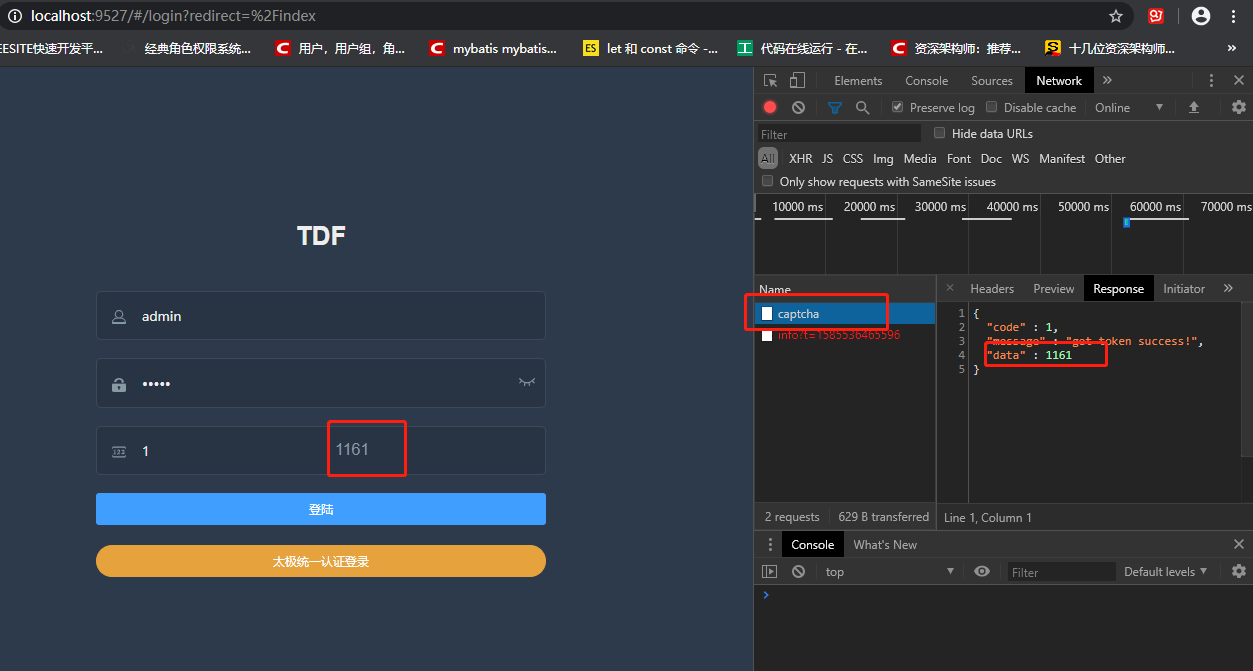 localhost:9527/#/login?redirect=%2Findex
EESITE快速开发平... 经典角色权限系统... 用户，用户组，角... mybatis mybatis... ES let 和 const 命令 -... 工 代码在线运行 - 在... 资深架构师：推荐... 十几位资深架构师... »
Elements Console Sources Network »
Preserve log Disable cache Online
Filter Hide data URLs
All XHR JS CSS Img Media Font Doc WS Manifest Other
Only show requests with SameSite issues
10000 ms 20000 ms 30000 ms 40000 ms 50000 ms 60000 ms 70000 ms
TDF
admin
•••••
1 1161
登陆
太极统一认证登录
Name
captcha
info?t=1585536465596
2 requests 629 B transferred
Headers Preview Response Initiator »
1 {
2 "code" : 1,
3 "message" : "get token success!",
4 "data" : 1161
5 }
Line 1, Column 1
Console What's New
top Filter Default levels